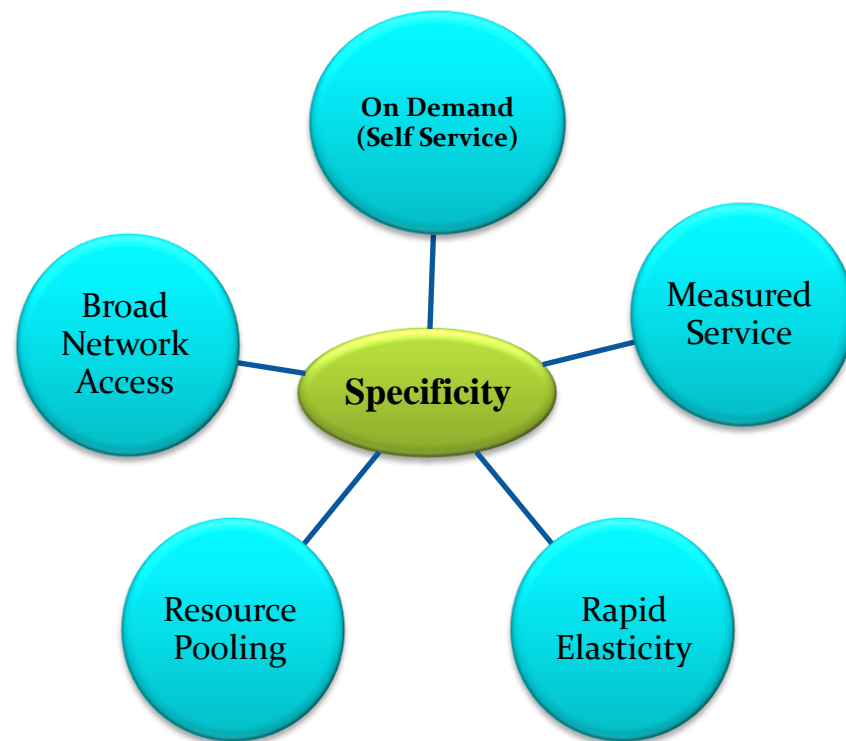 On Demand
(Self Service)
Measured
Service
Broad
Network
Access
Specificity
Resource
Pooling
Rapid
Elasticity